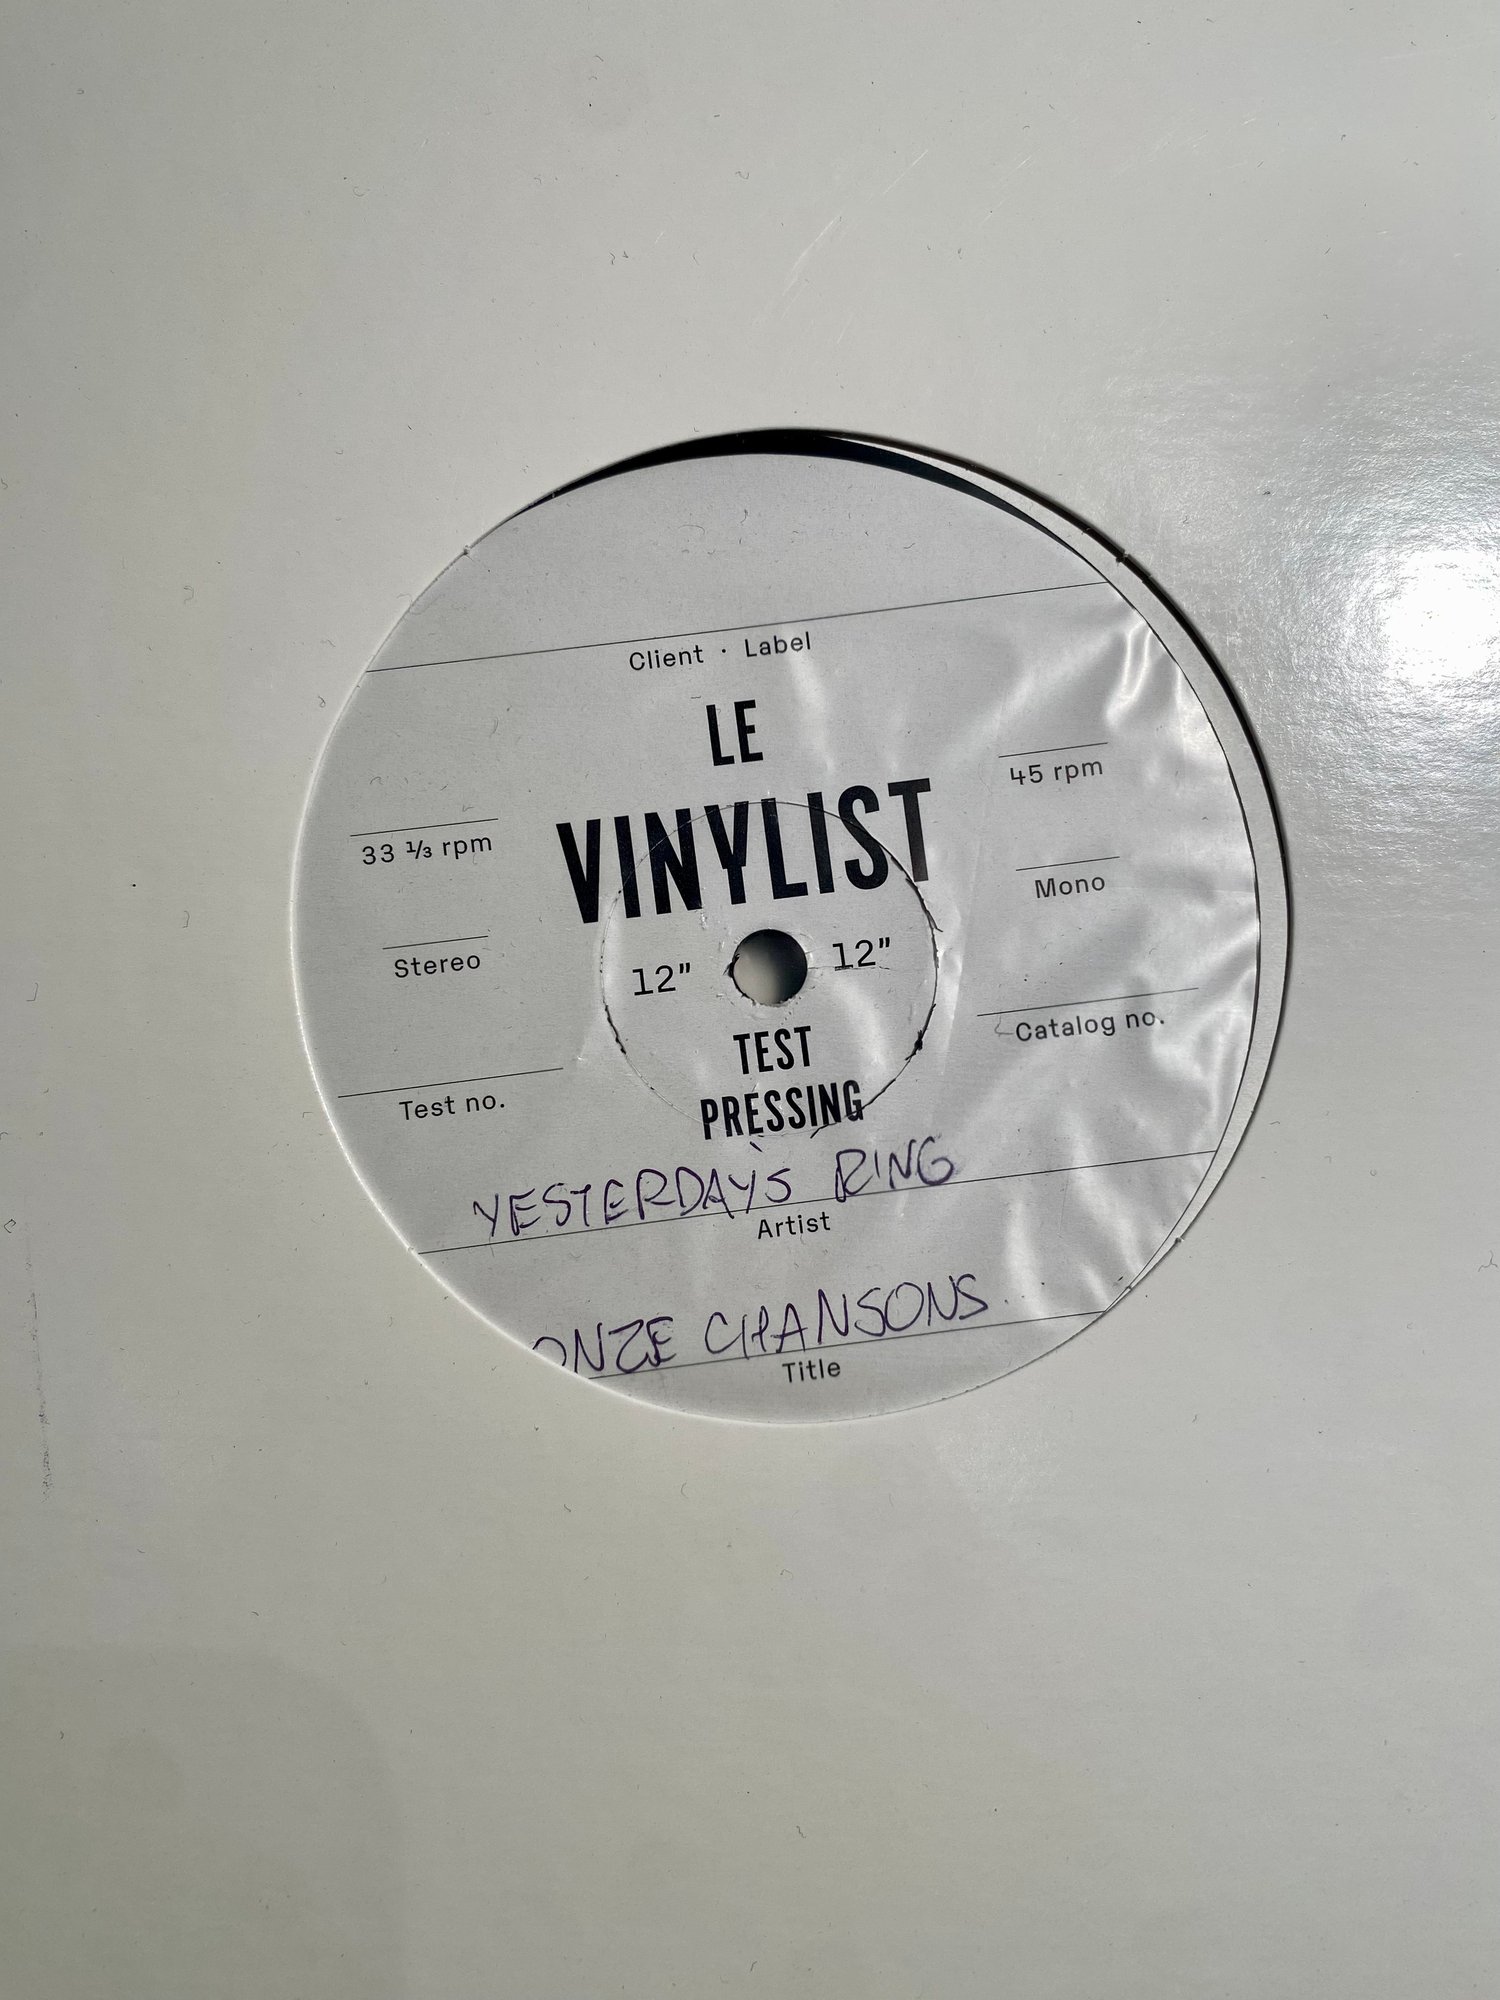 Client · Label
LE
VINYLIST
33 ⅓ rpm
45 rpm
Stereo
Mono
12" 12"
Test no.
Catalog no.
TEST
PRESSING
YESTERDAY'S RING
Artist
ONZE CHANSONS
Title